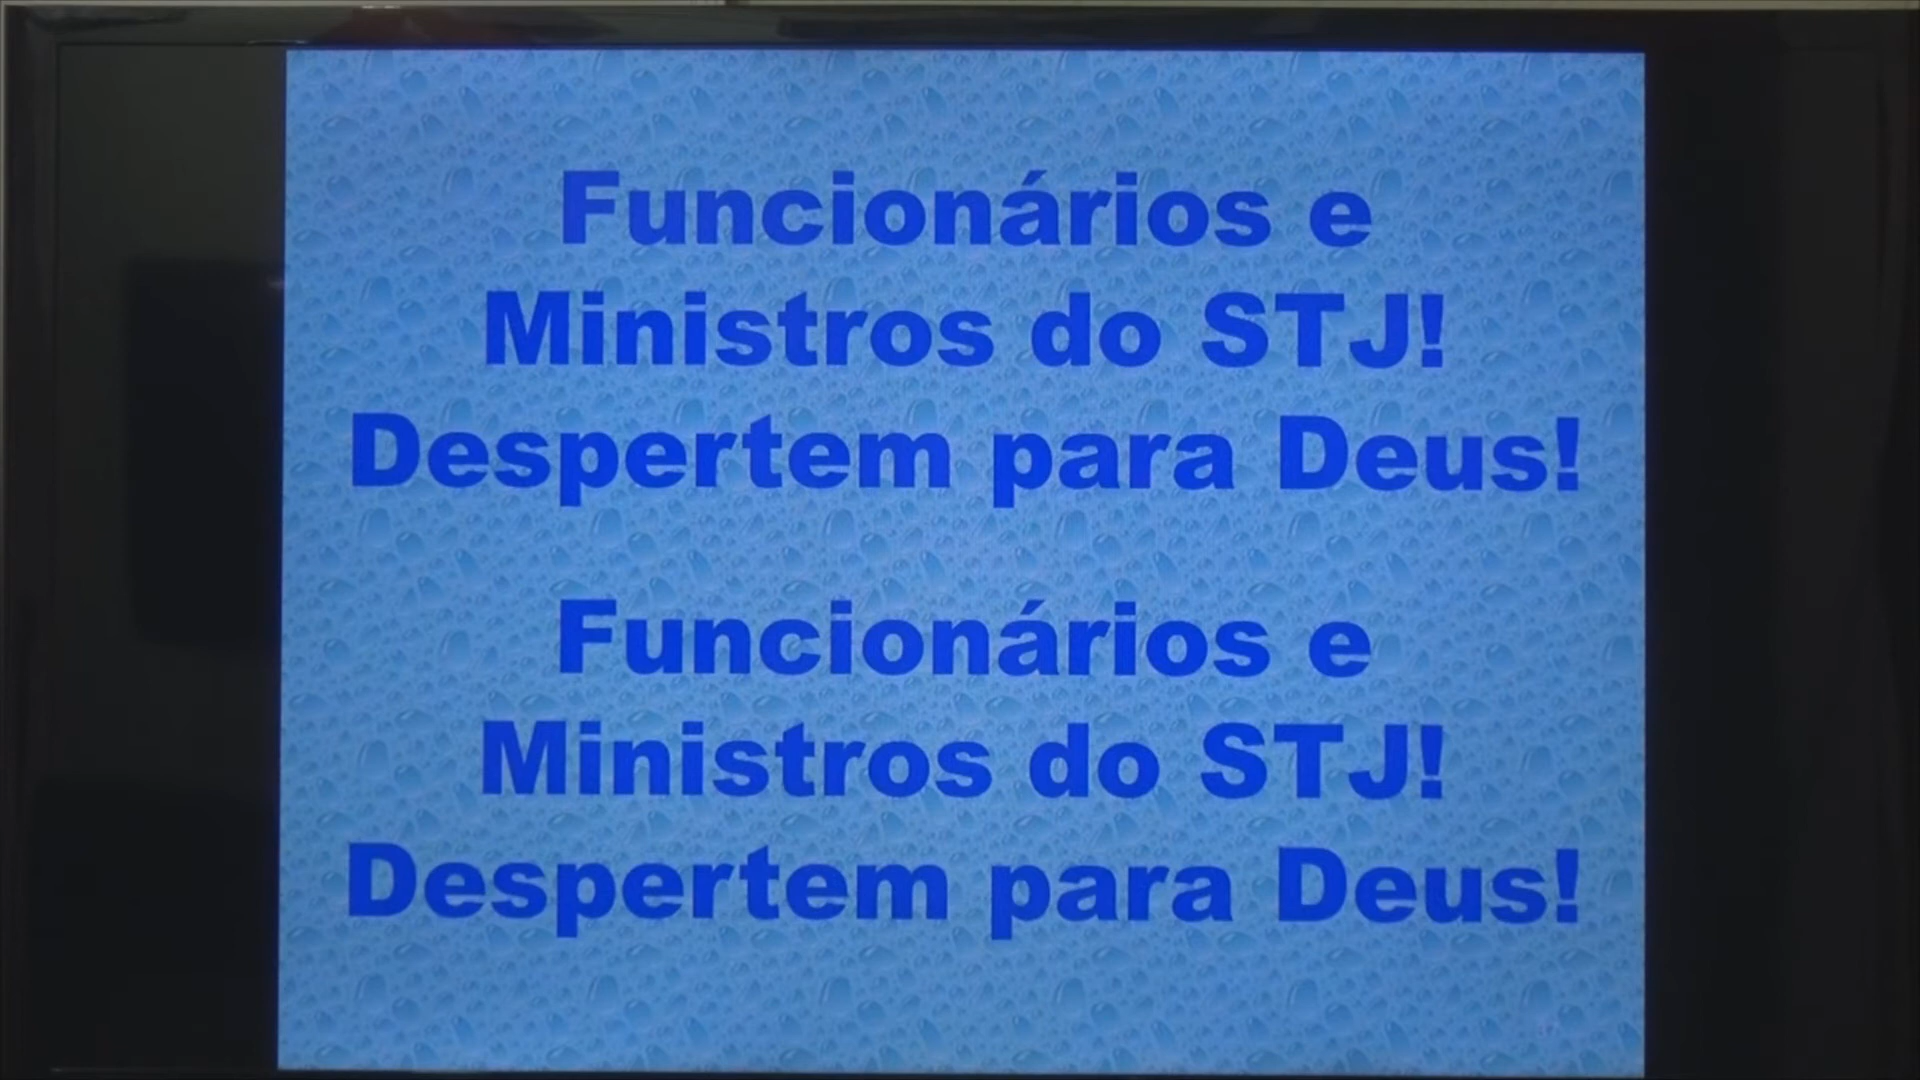 Funcionários e
Ministros do STJ!
Despertem para Deus!
Funcionários e
Ministros do STJ!
Despertem para Deus!